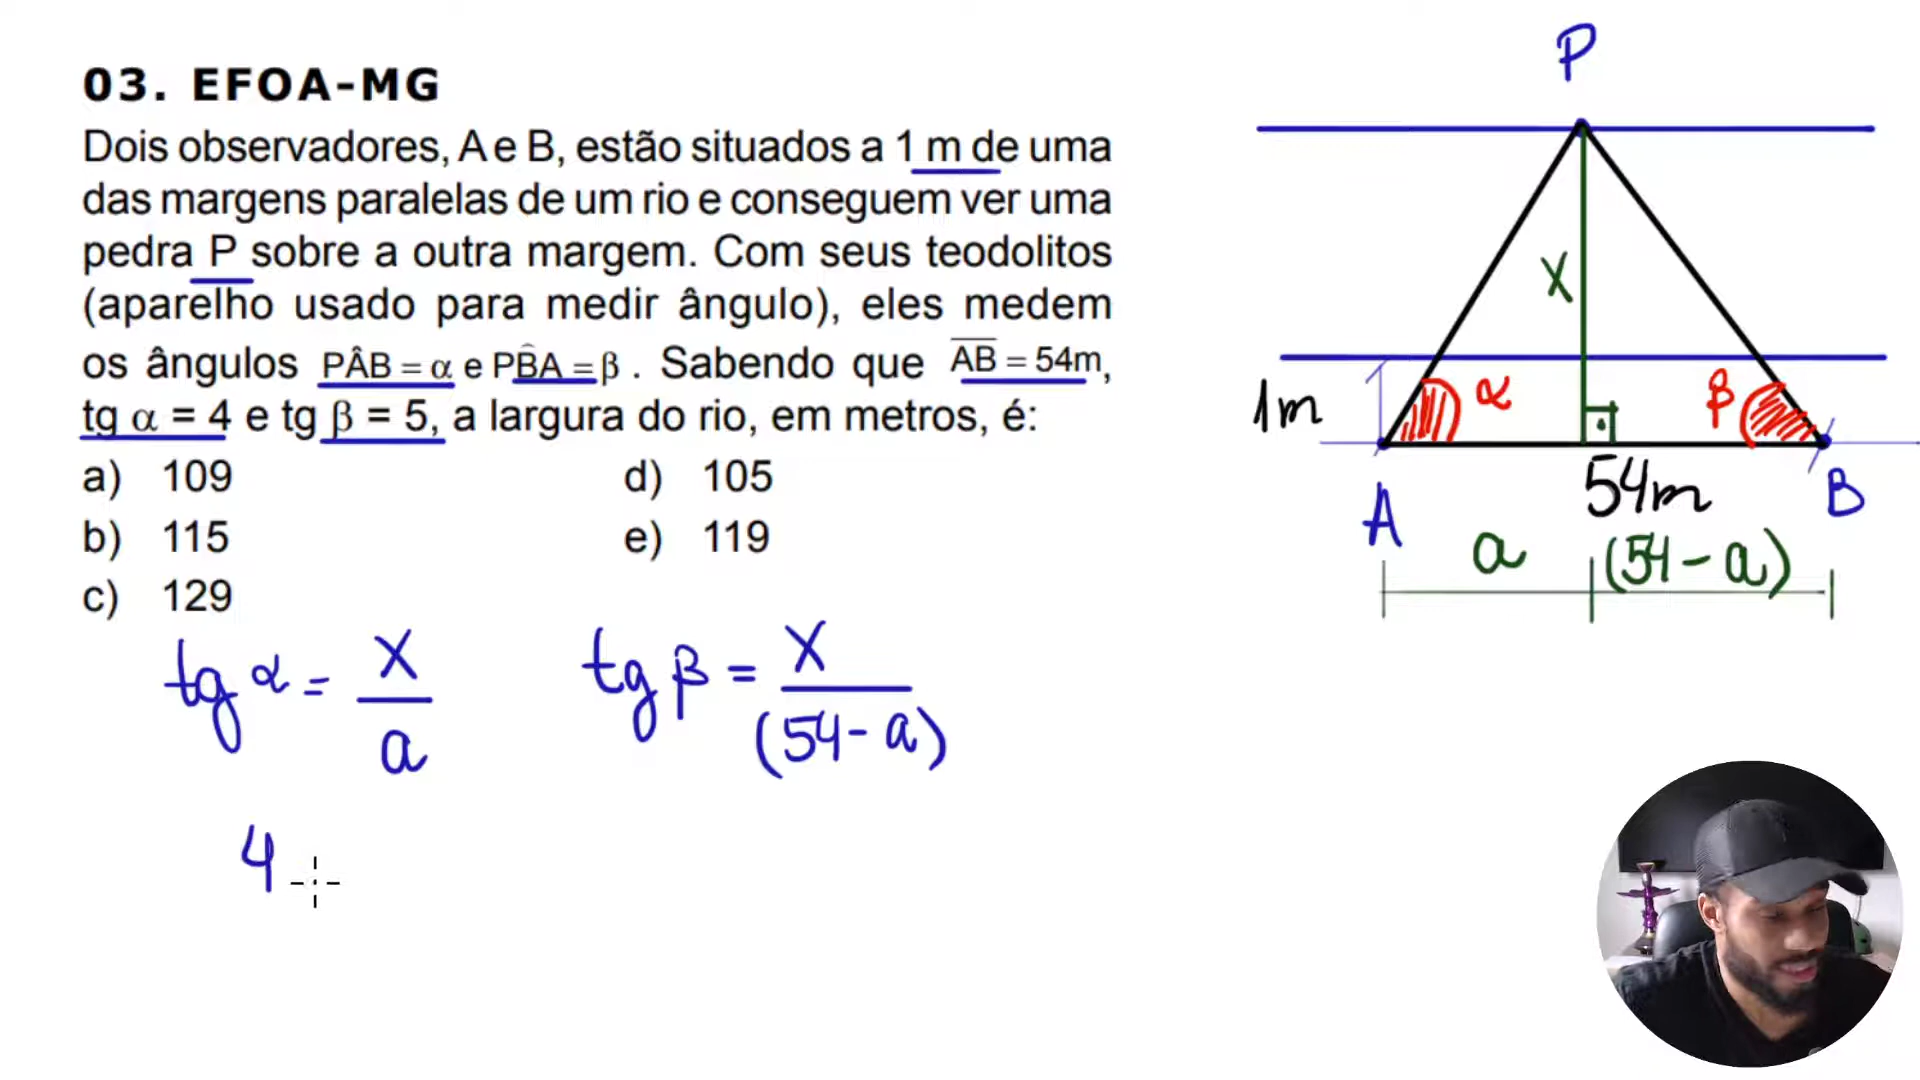 03. EFOA-MG
Dois observadores, A e B, estão situados a 1 m de uma
das margens paralelas de um rio e conseguem ver uma
pedra P sobre a outra margem. Com seus teodolitos
(aparelho usado para medir ângulo), eles medem
os ângulos PÂB = α e PB̂A = β . Sabendo que A̅B̅ = 54m,
tg α = 4 e tg β = 5, a largura do rio, em metros, é:
a) 109
b) 115
c) 129
d) 105
e) 119
tg α = x/a
tg β = x/(54-a)
4
P
x
1m
α
β
54m
A
B
a
(54-a)